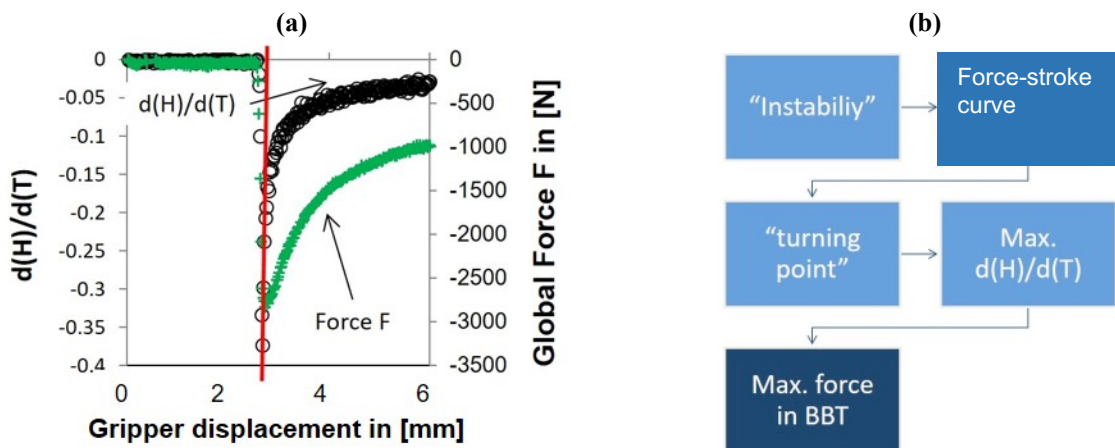 (a)
0
-0.05
-0.1
-0.15
-0.2
-0.25
-0.3
-0.35
-0.4
d(H)/d(T)
d(H)/d(T)
Force F
0
-500
-1000
-1500
-2000
-2500
-3000
-3500
Global Force F in [N]
0 2 4 6
Gripper displacement in [mm]
(b)
“Instabiliy”
Force-stroke
curve
“turning
point”
Max.
d(H)/d(T)
Max. force
in BBT